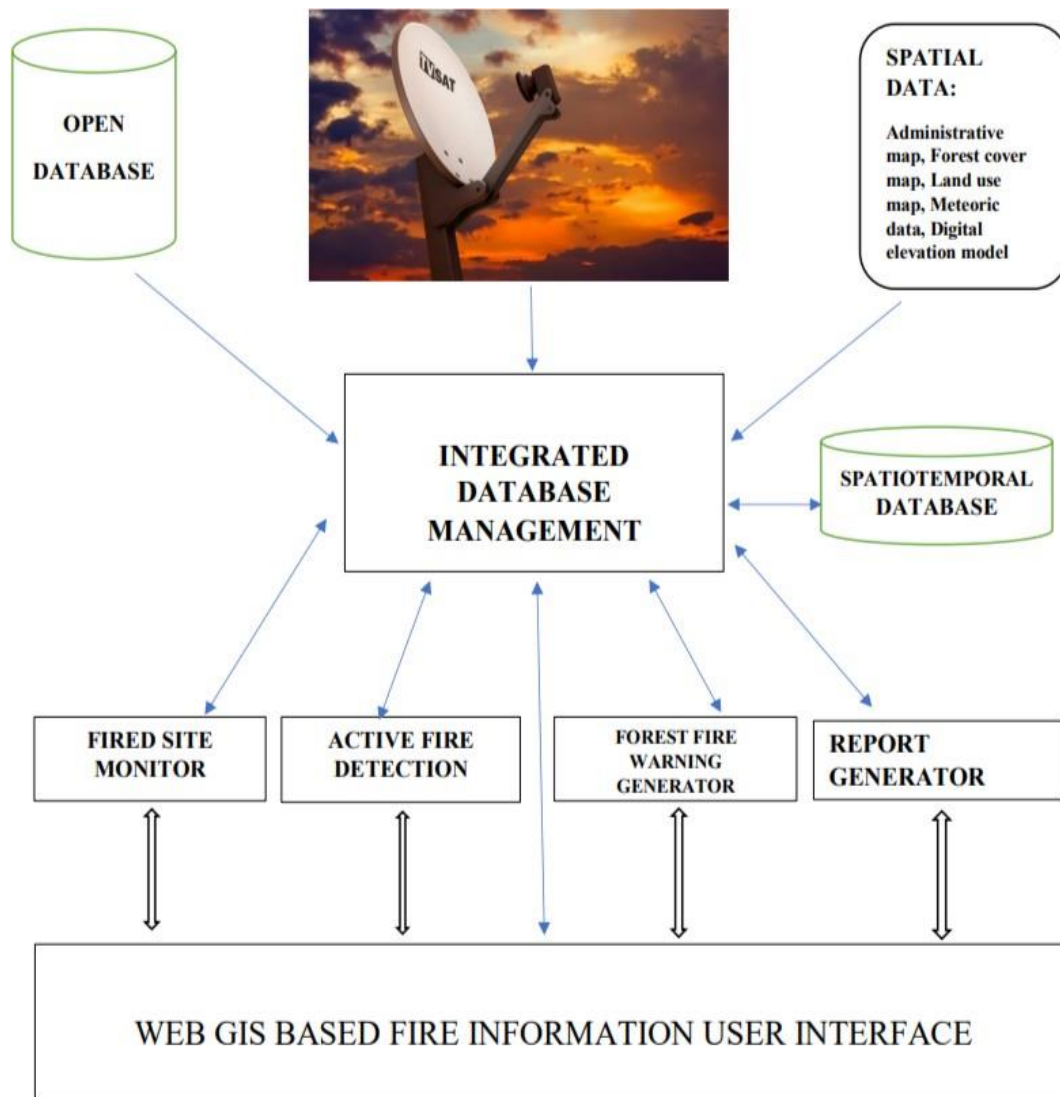 OPEN
DATABASE
TVSAT
SPATIAL
DATA:
Administrative
map, Forest cover
map, Land use
map, Meteoric
data, Digital
elevation model
INTEGRATED
DATABASE
MANAGEMENT
SPATIOTEMPORAL
DATABASE
FIRED SITE
MONITOR
ACTIVE FIRE
DETECTION
FOREST FIRE
WARNING
GENERATOR
REPORT
GENERATOR
WEB GIS BASED FIRE INFORMATION USER INTERFACE